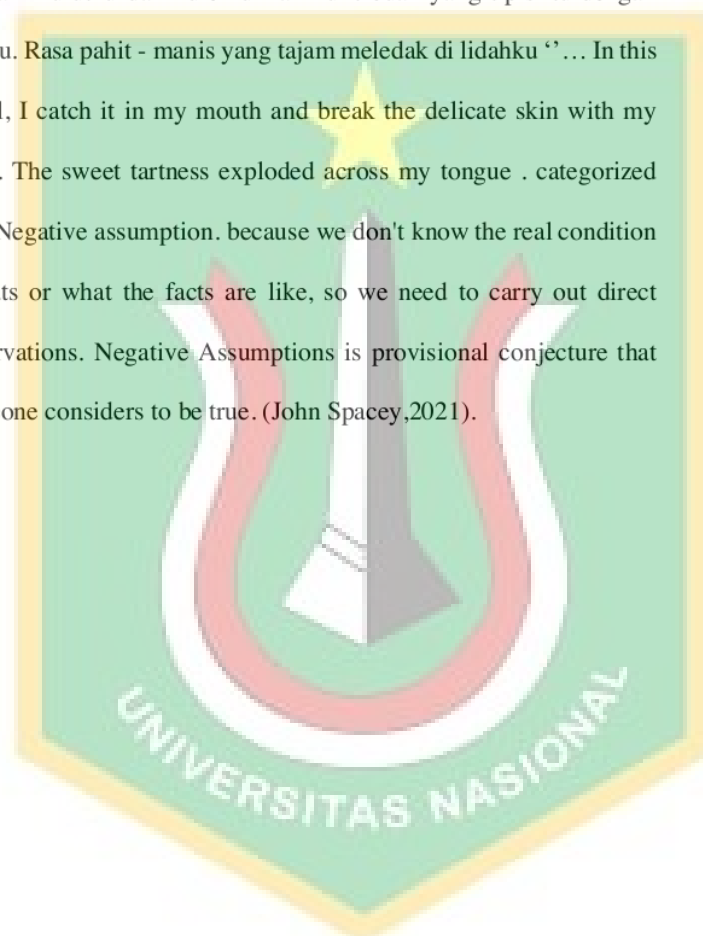 u. Rasa pahit - manis yang tajam meledak di lidahku ‘’… In this
, I catch it in my mouth and break the delicate skin with my
. The sweet tartness exploded across my tongue . categorized
Negative assumption. because we don't know the real condition
ts or what the facts are like, so we need to carry out direct
rvations. Negative Assumptions is provisional conjecture that
one considers to be true. (John Spacey,2021).
UNIVERSITAS NASIONAL